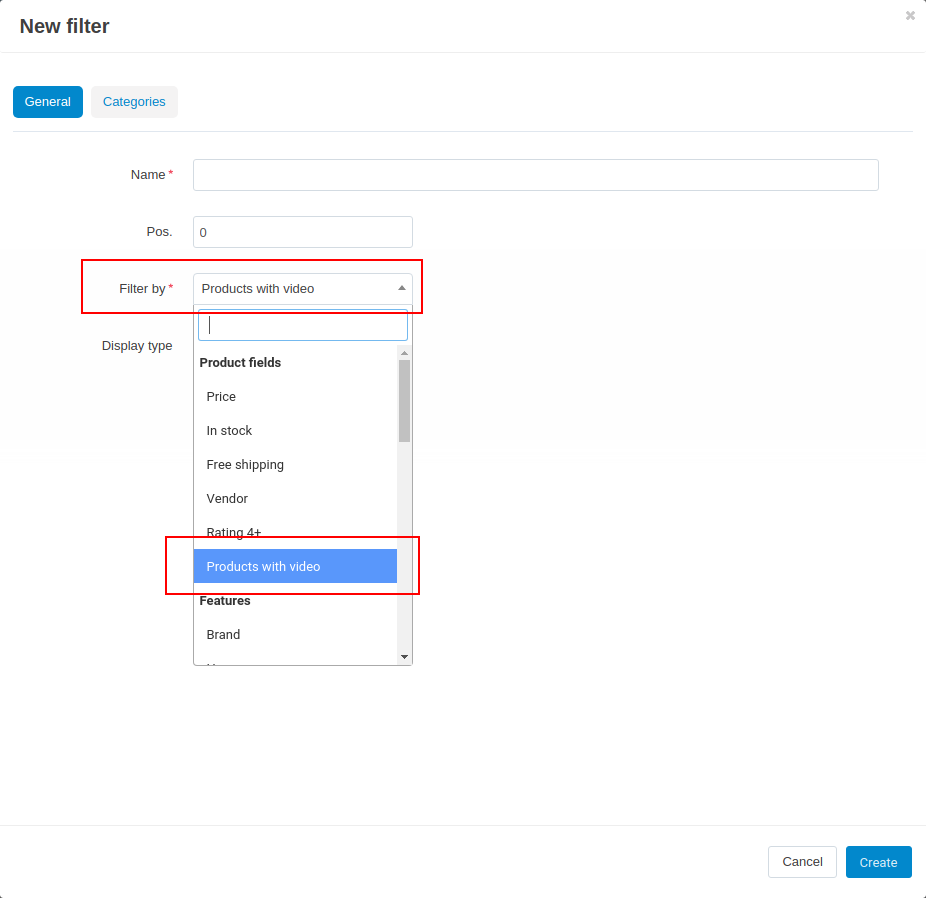 New filter
General Categories
Name *
Pos. 0
Filter by * Products with video
Display type
Product fields
Price
In stock
Free shipping
Vendor
Rating 4+
Products with video
Features
Brand
Cancel Create